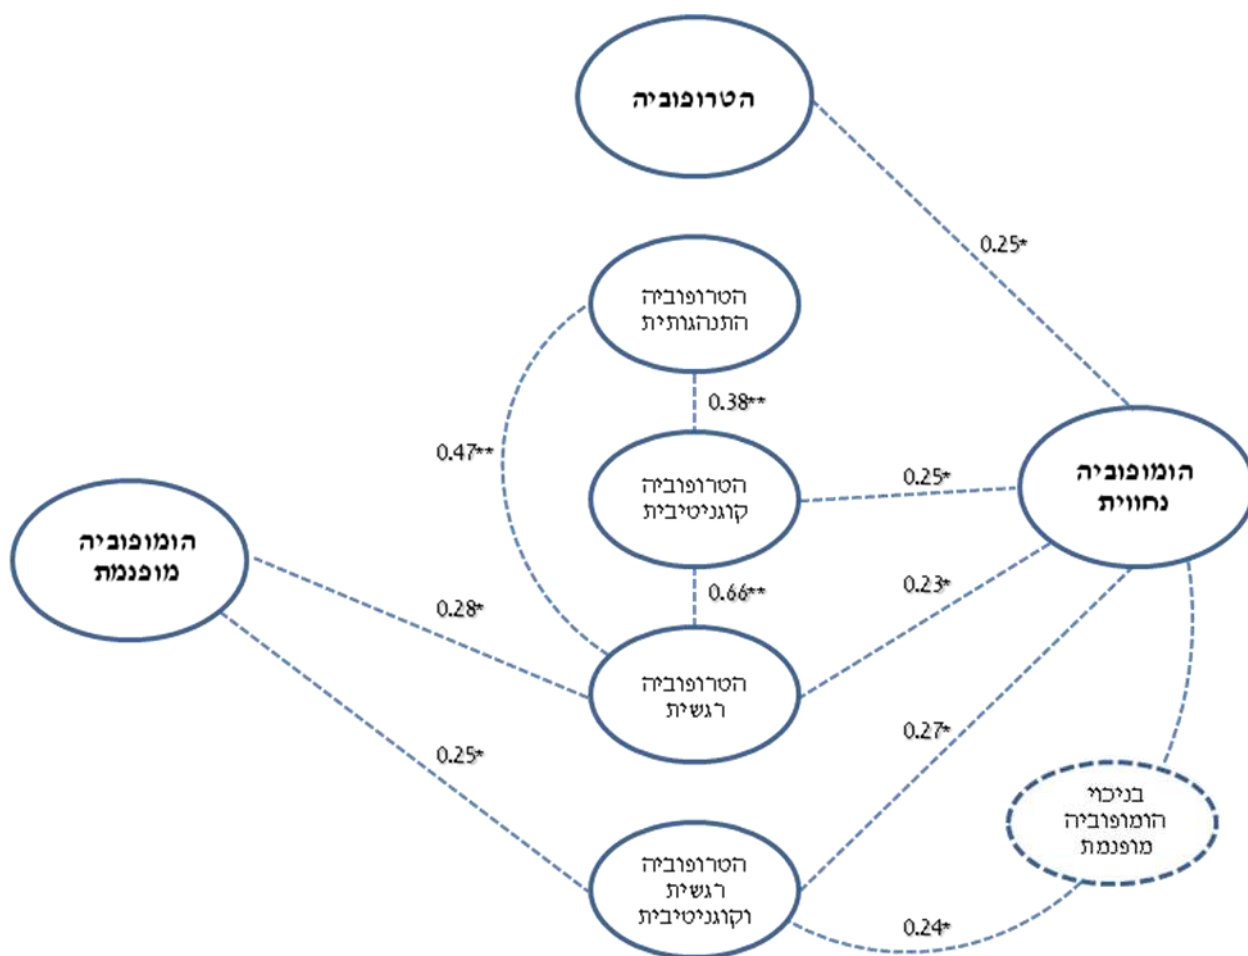 הטרופוביה
0.25*
הטרופוביה
התנהגותית
0.38**
0.47**
הטרופוביה
קוגניטיבית
0.25*
הומופוביה
נחווית
הומופוביה
מופנמת
0.66**
0.23*
0.28*
הטרופוביה
רגשית
0.27*
0.25*
בניכוי
הומופוביה
מופנמת
הטרופוביה
רגשית
וקוגניטיבית
0.24*